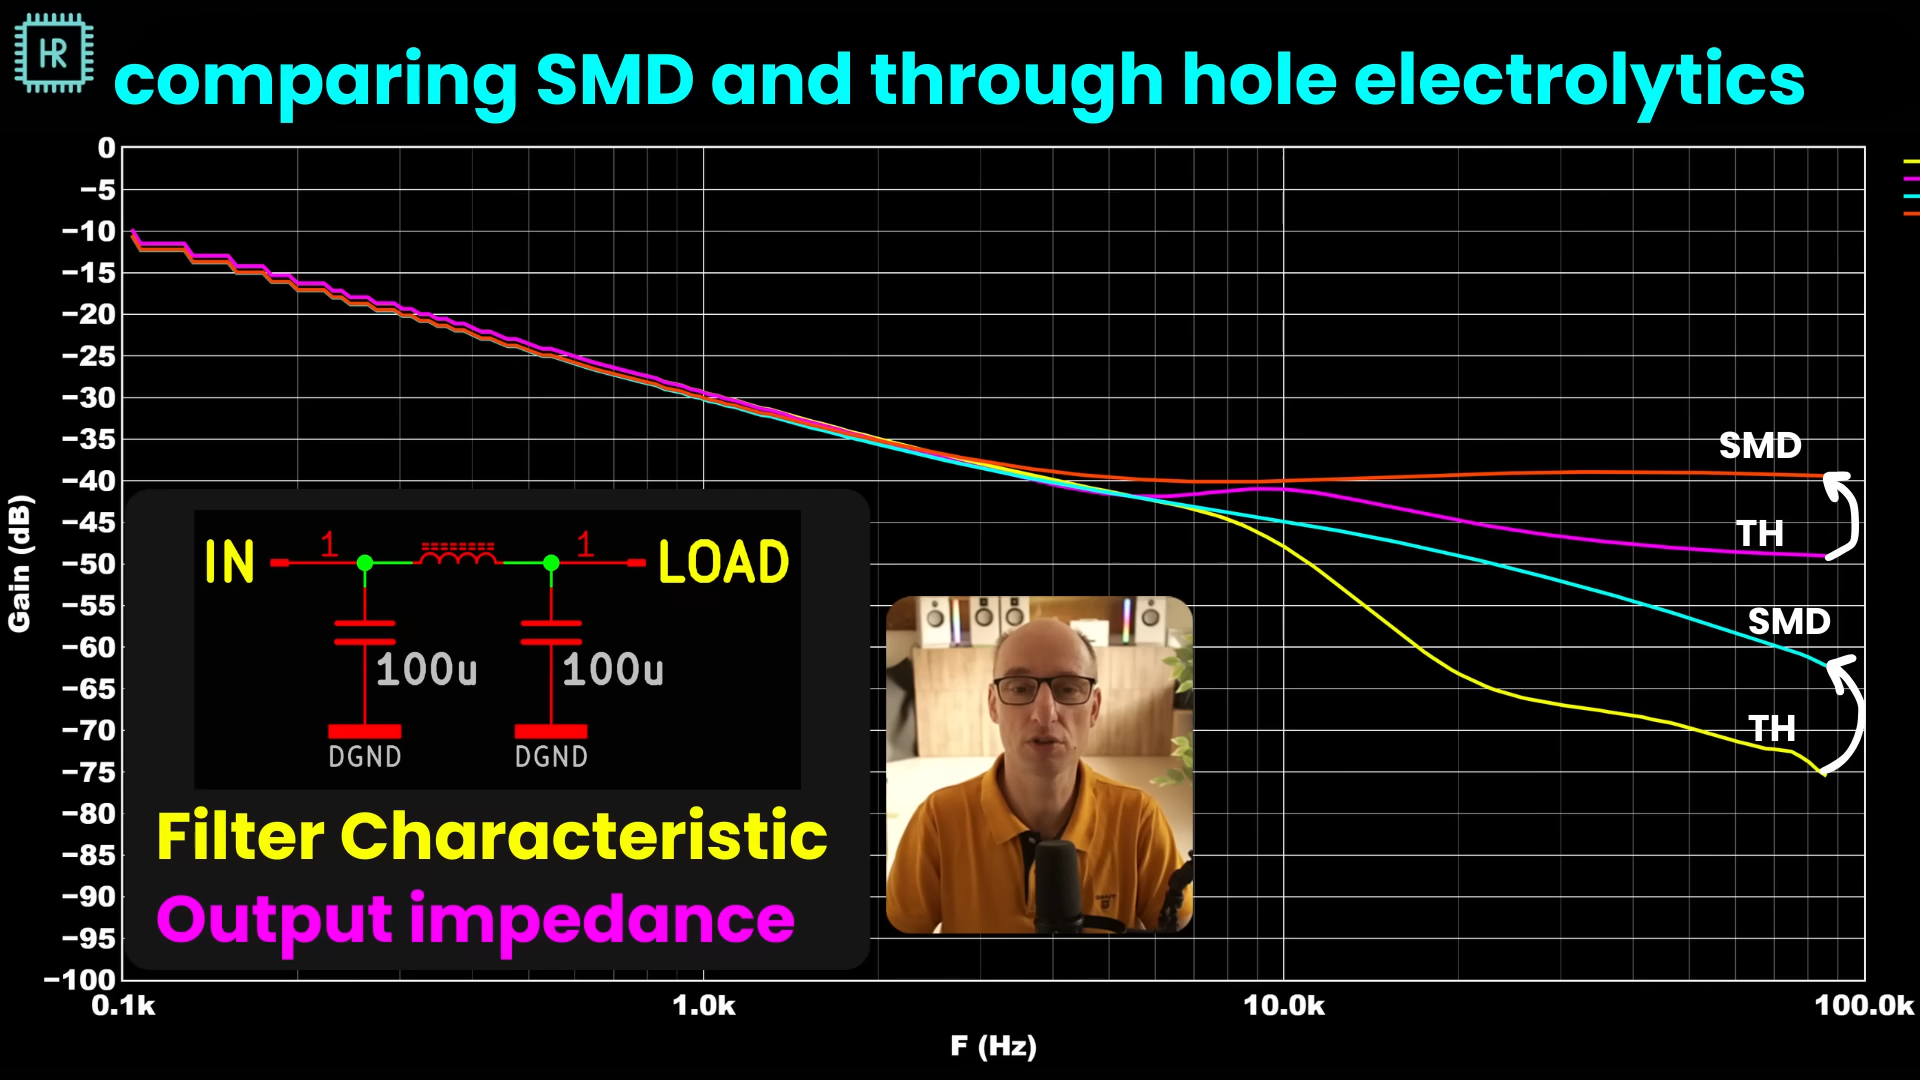 HR
comparing SMD and through hole electrolytics
0
−5
−10
−15
−20
−25
−30
−35
−40
−45
−50
−55
−60
−65
−70
−75
−80
−85
−90
−95
−100
Gain (dB)
SMD
TH
SMD
TH
IN 1 1 LOAD
100u 100u
DGND DGND
Filter Characteristic
Output impedance
0.1k 1.0k 10.0k 100.0k
F (Hz)